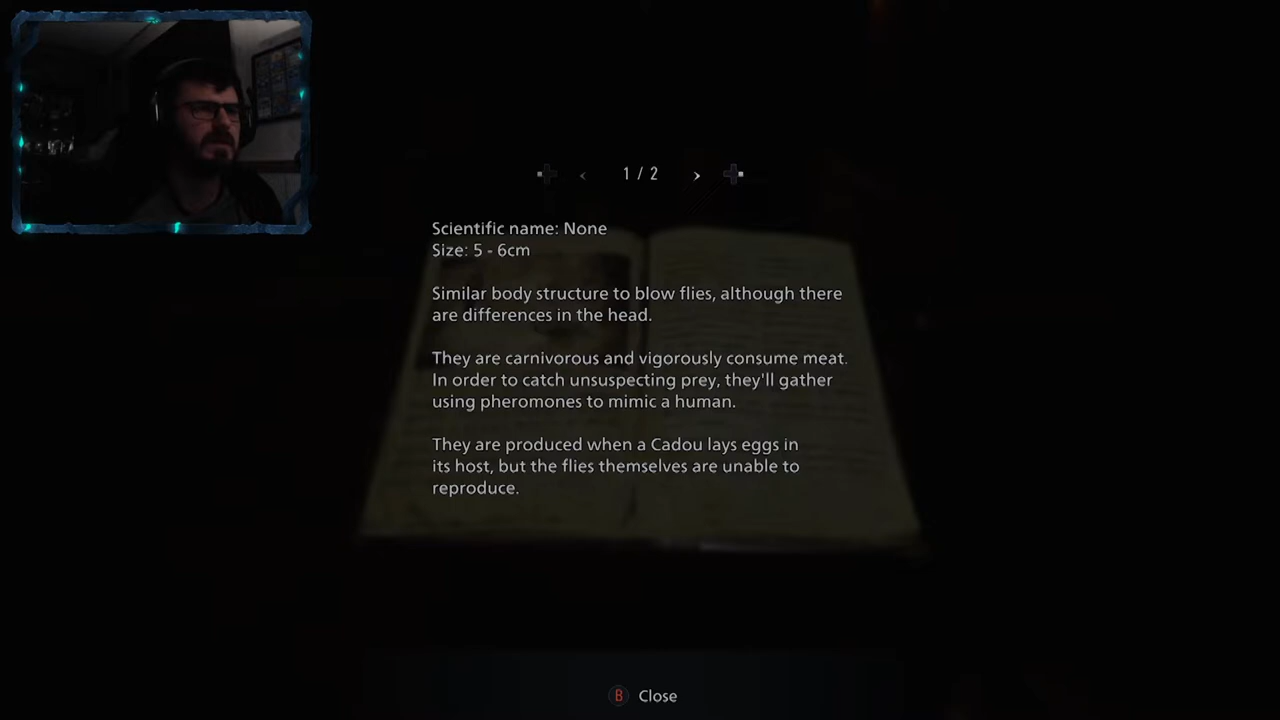 1 / 2
Scientific name: None
Size: 5 - 6cm
Similar body structure to blow flies, although there
are differences in the head.
They are carnivorous and vigorously consume meat.
In order to catch unsuspecting prey, they'll gather
using pheromones to mimic a human.
They are produced when a Cadou lays eggs in
its host, but the flies themselves are unable to
reproduce.
B Close